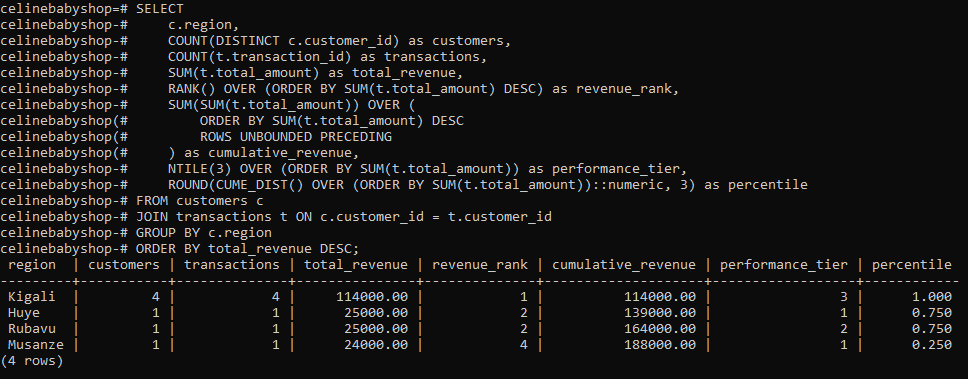 celinebabyshop=# SELECT
celinebabyshop-#     c.region,
celinebabyshop-#     COUNT(DISTINCT c.customer_id) as customers,
celinebabyshop-#     COUNT(t.transaction_id) as transactions,
celinebabyshop-#     SUM(t.total_amount) as total_revenue,
celinebabyshop-#     RANK() OVER (ORDER BY SUM(t.total_amount) DESC) as revenue_rank,
celinebabyshop-#     SUM(SUM(t.total_amount)) OVER (
celinebabyshop(#         ORDER BY SUM(t.total_amount) DESC
celinebabyshop(#         ROWS UNBOUNDED PRECEDING
celinebabyshop(#     ) as cumulative_revenue,
celinebabyshop-#     NTILE(3) OVER (ORDER BY SUM(t.total_amount)) as performance_tier,
celinebabyshop-#     ROUND(CUME_DIST() OVER (ORDER BY SUM(t.total_amount))::numeric, 3) as percentile
celinebabyshop-# FROM customers c
celinebabyshop-# JOIN transactions t ON c.customer_id = t.customer_id
celinebabyshop-# GROUP BY c.region
celinebabyshop-# ORDER BY total_revenue DESC;
 region  | customers | transactions | total_revenue | revenue_rank | cumulative_revenue | performance_tier | percentile
---------+-----------+--------------+---------------+--------------+--------------------+------------------+------------
 Kigali  |         4 |            4 |     114000.00 |            1 |          114000.00 |                3 |      1.000
 Huye    |         1 |            1 |      25000.00 |            2 |          139000.00 |                1 |      0.750
 Rubavu  |         1 |            1 |      25000.00 |            2 |          164000.00 |                2 |      0.750
 Musanze |         1 |            1 |      24000.00 |            4 |          188000.00 |                1 |      0.250
(4 rows)